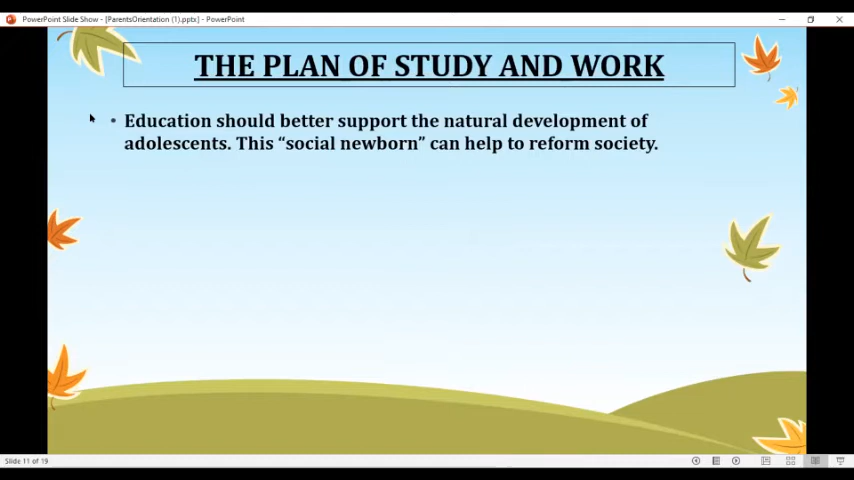 PowerPoint Slide Show - [ParentsOrientation (1).pptx] - PowerPoint
THE PLAN OF STUDY AND WORK
• Education should better support the natural development of
adolescents. This “social newborn” can help to reform society.
Slide 11 of 19